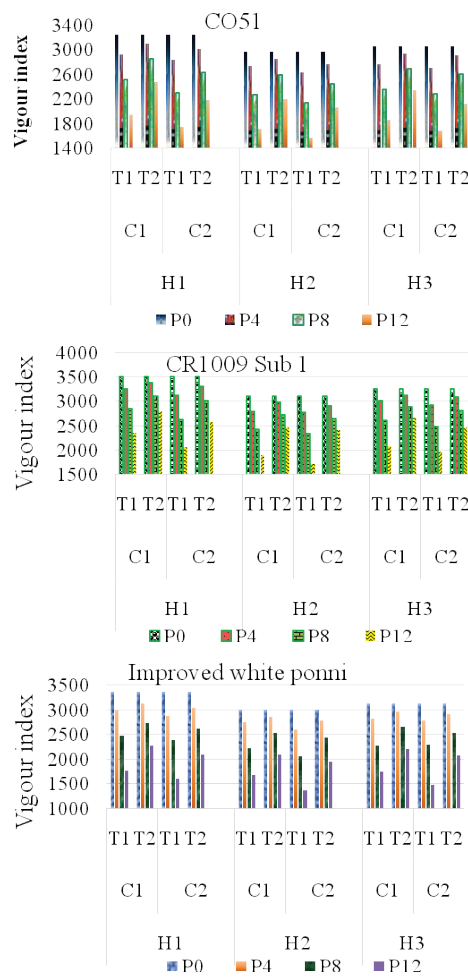 CO51
Vigour index
3800
3400
3000
2600
2200
1800
1400
T1 T2 T1 T2 T1 T2 T1 T2 T1 T2 T1 T2
C1 C2 C1 C2 C1 C2
H1 H2 H3
P0 P4 P8 P12
CR1009 Sub 1
Vigour index
4000
3500
3000
2500
2000
1500
T1 T2 T1 T2 T1 T2 T1 T2 T1 T2 T1 T2
C1 C2 C1 C2 C1 C2
H1 H2 H3
P0 P4 P8 P12
Improved white ponni
Vigour index
3500
3000
2500
2000
1500
1000
T1 T2 T1 T2 T1 T2 T1 T2 T1 T2 T1 T2
C1 C2 C1 C2 C1 C2
H1 H2 H3
P0 P4 P8 P12